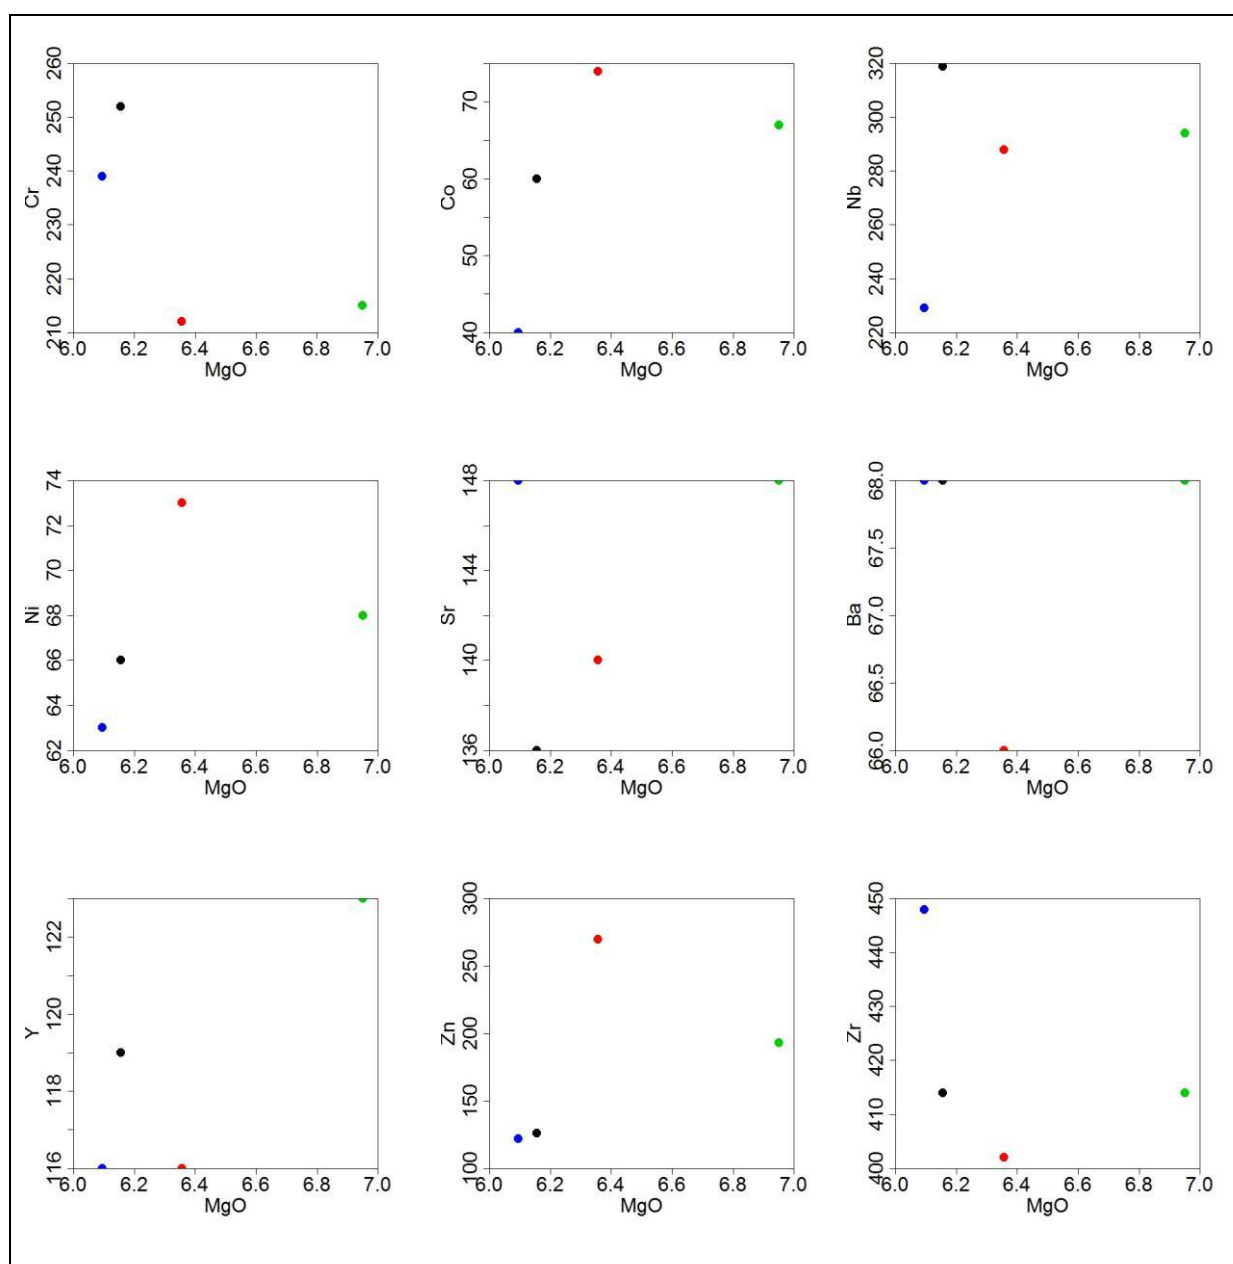 260
250
240
230
220
210
Cr
6.0 6.2 6.4 6.6 6.8 7.0
MgO
70
60
50
40
Co
6.0 6.2 6.4 6.6 6.8 7.0
MgO
320
300
280
260
240
220
Nb
6.0 6.2 6.4 6.6 6.8 7.0
MgO
74
72
70
68
66
64
62
Ni
6.0 6.2 6.4 6.6 6.8 7.0
MgO
148
144
140
136
Sr
6.0 6.2 6.4 6.6 6.8 7.0
MgO
68.0
67.5
67.0
66.5
66.0
Ba
6.0 6.2 6.4 6.6 6.8 7.0
MgO
122
120
118
116
Y
6.0 6.2 6.4 6.6 6.8 7.0
MgO
300
250
200
150
100
Zn
6.0 6.2 6.4 6.6 6.8 7.0
MgO
450
440
430
420
410
400
Zr
6.0 6.2 6.4 6.6 6.8 7.0
MgO